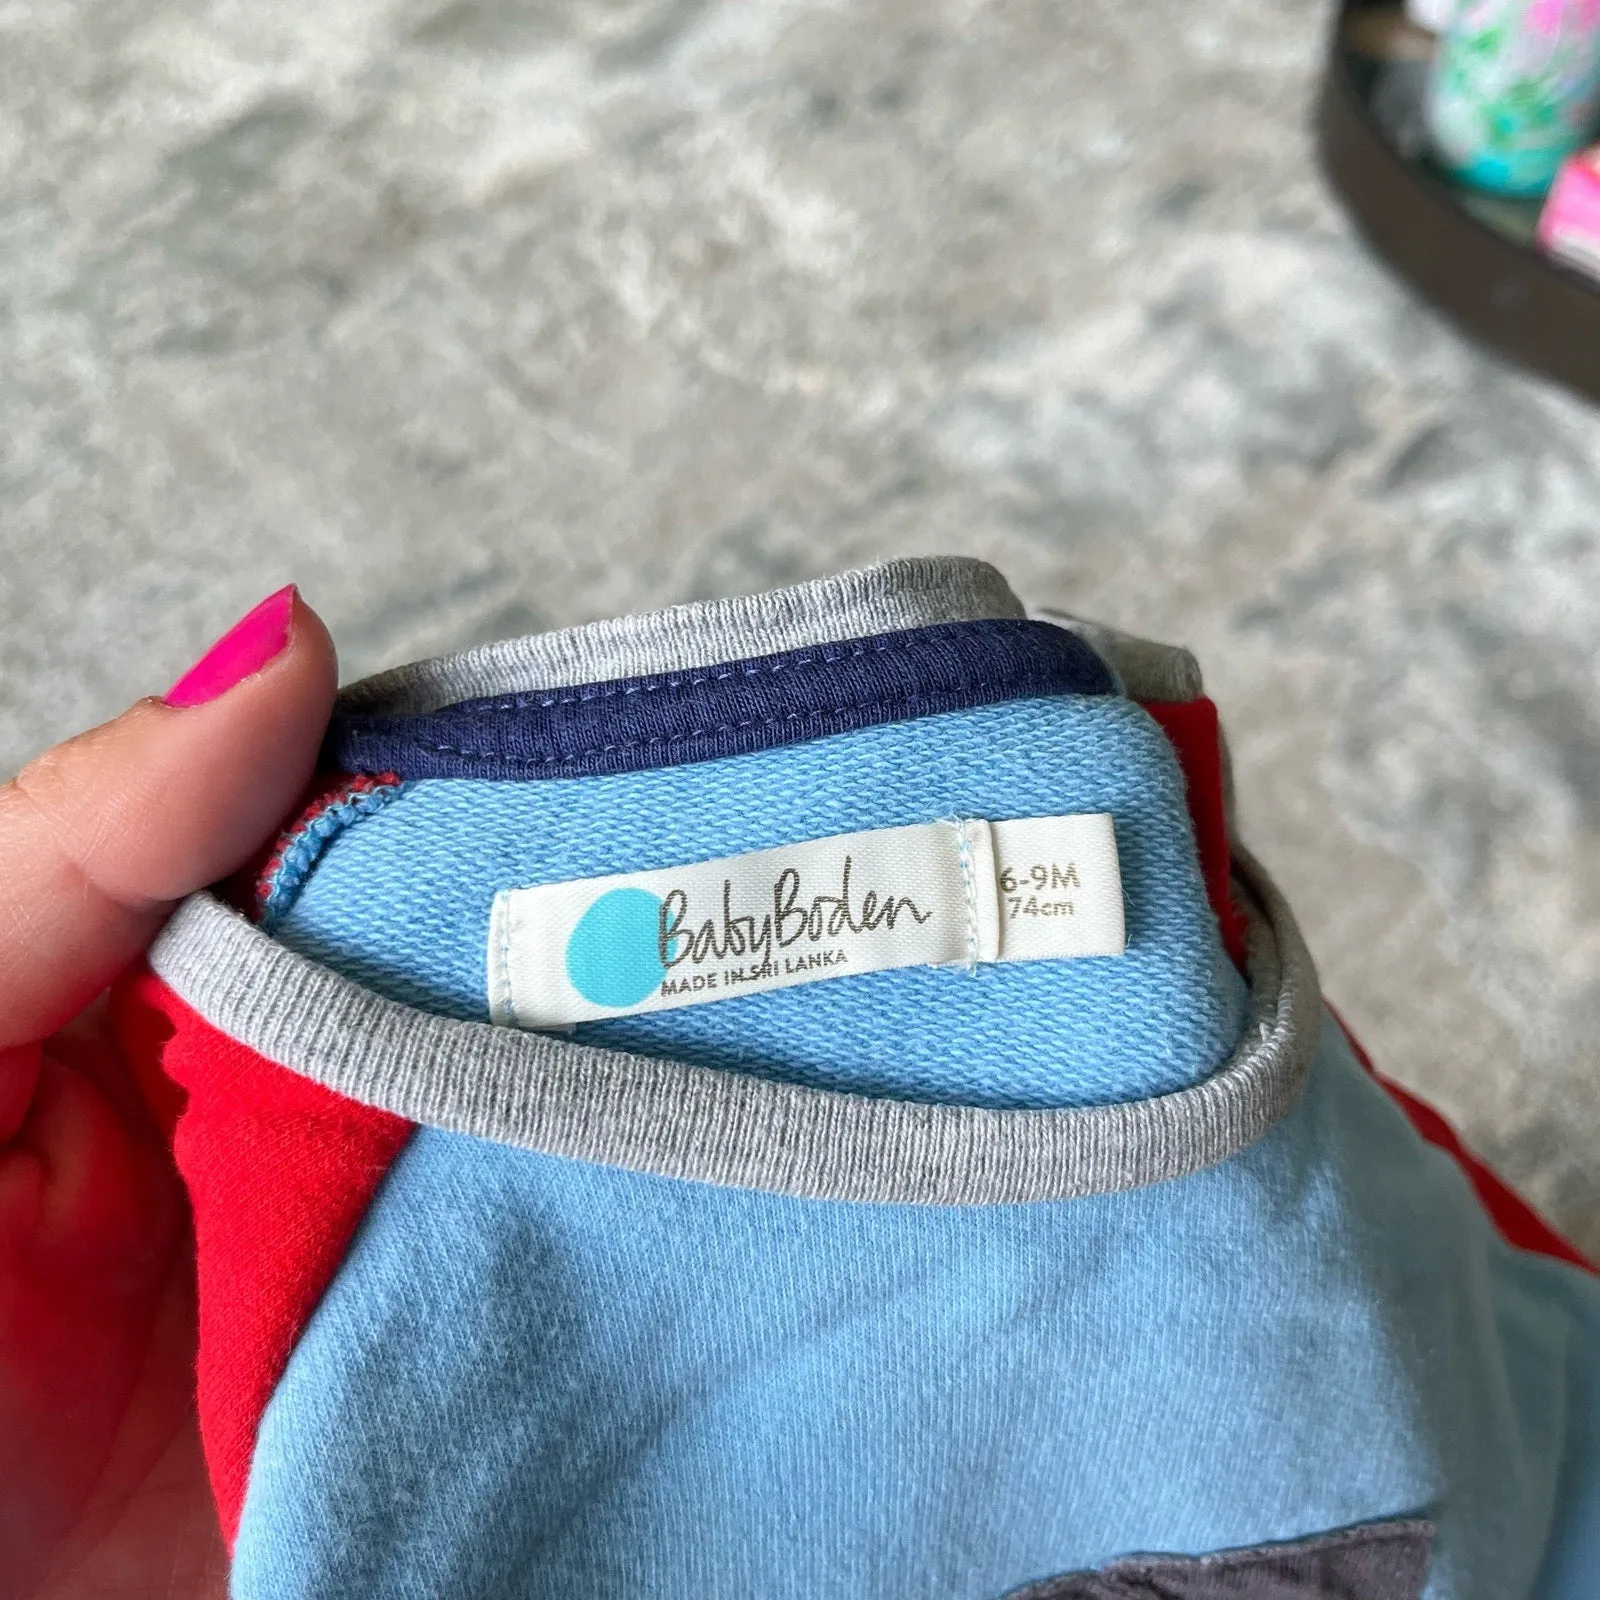 BabyBoden
MADE IN SRI LANKA
6-9M
74cm